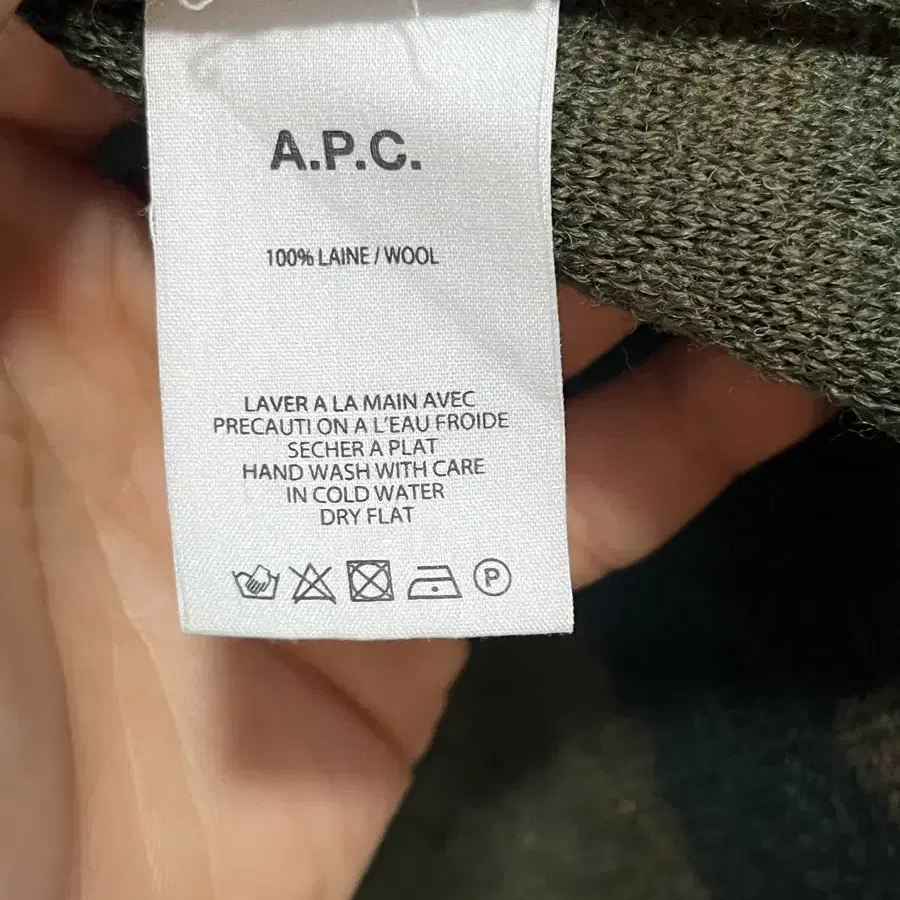 A.P.C.
100% LAINE / WOOL
LAVER A LA MAIN AVEC
PRECAUTI ON A L'EAU FROIDE
SECHER A PLAT
HAND WASH WITH CARE
IN COLD WATER
DRY FLAT
P